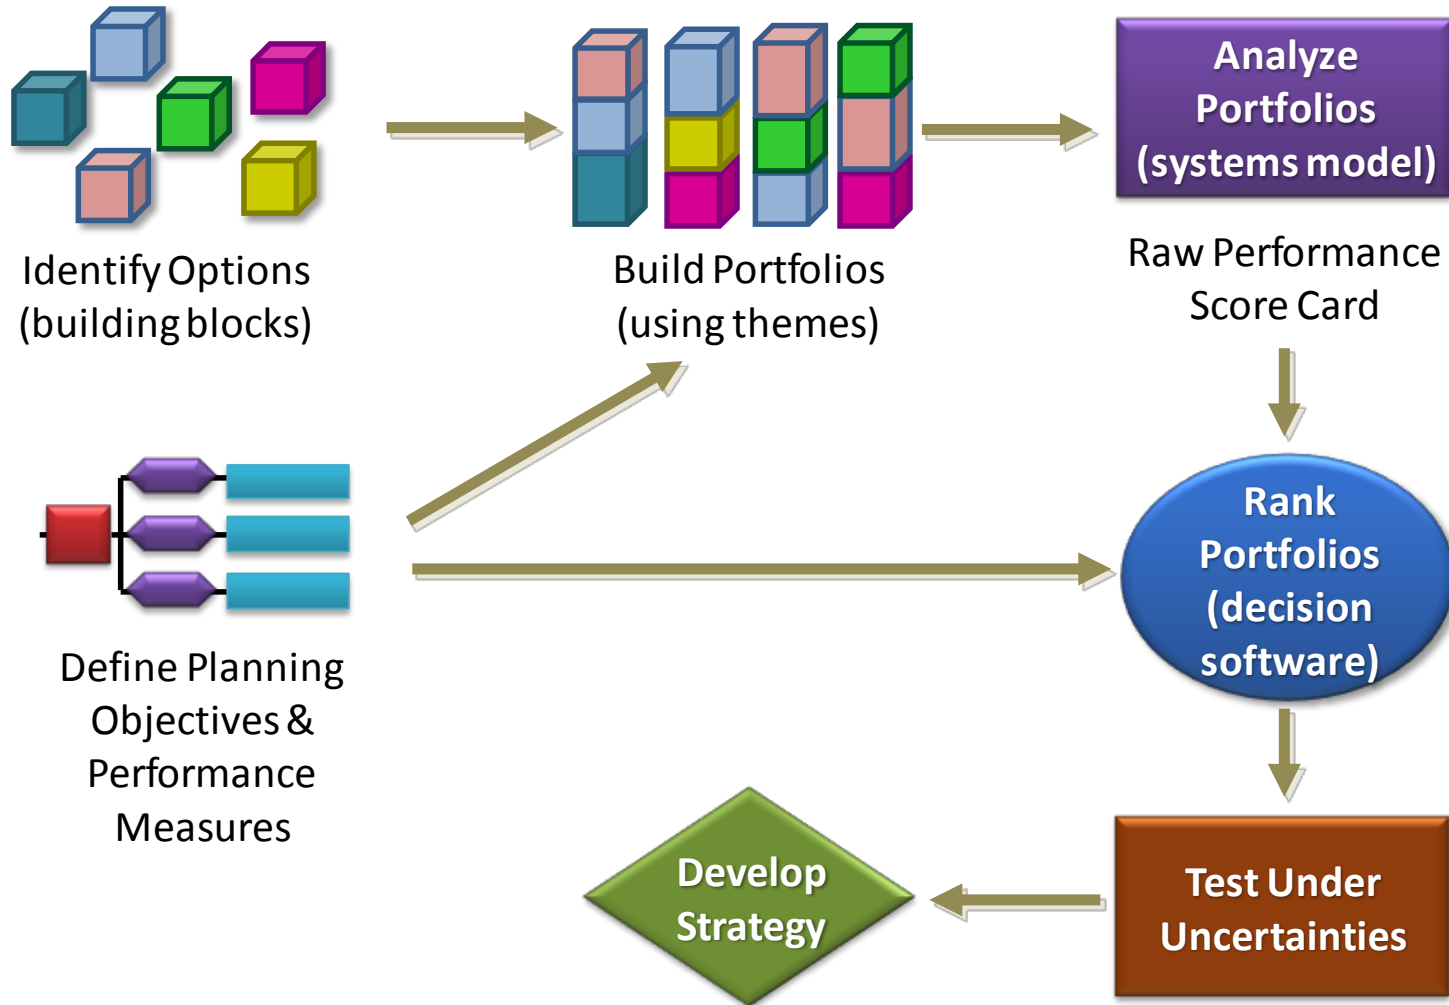 Identify Options
(building blocks)
Build Portfolios
(using themes)
Analyze
Portfolios
(systems model)
Raw Performance
Score Card
Define Planning
Objectives &
Performance
Measures
Rank
Portfolios
(decision
software)
Test Under
Uncertainties
Develop
Strategy